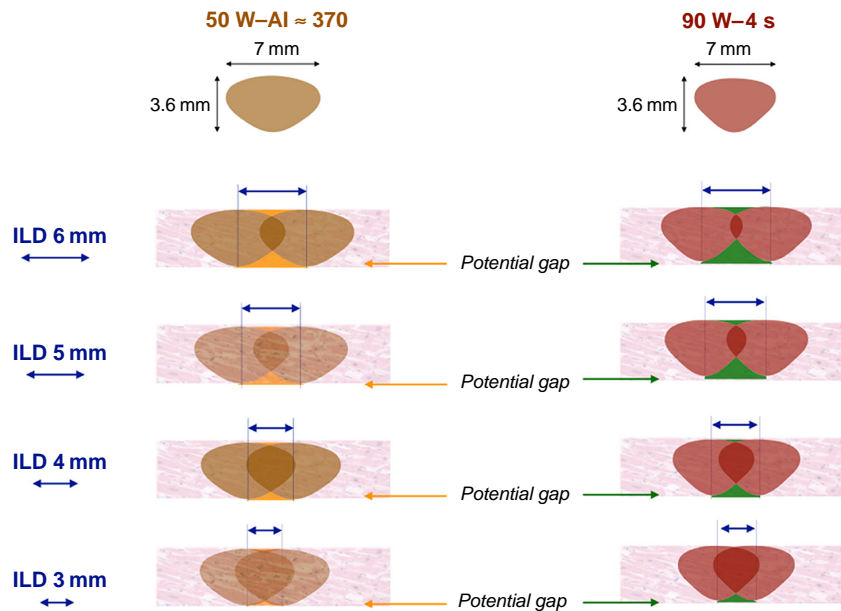 50 W–AI ≈ 370
90 W–4 s
7 mm
7 mm
3.6 mm
3.6 mm
ILD 6 mm
Potential gap
ILD 5 mm
Potential gap
ILD 4 mm
Potential gap
ILD 3 mm
Potential gap